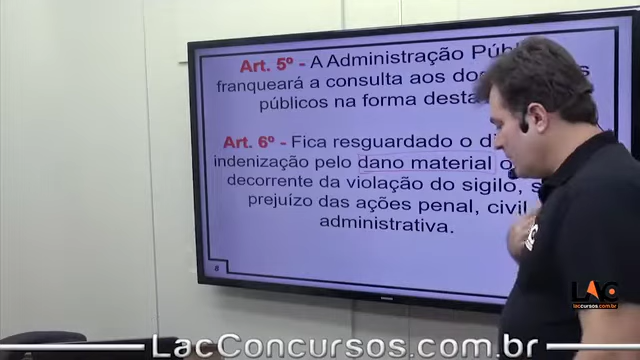 Art. 5º - A Administração Púb
franqueará a consulta aos do s
públicos na forma desta
Art. 6º - Fica resguardado o di
indenização pelo dano material o
decorrente da violação do sigilo, s
prejuízo das ações penal, civil
administrativa.
8
LAC
laccursos.com.br
LacConcursos.com.br